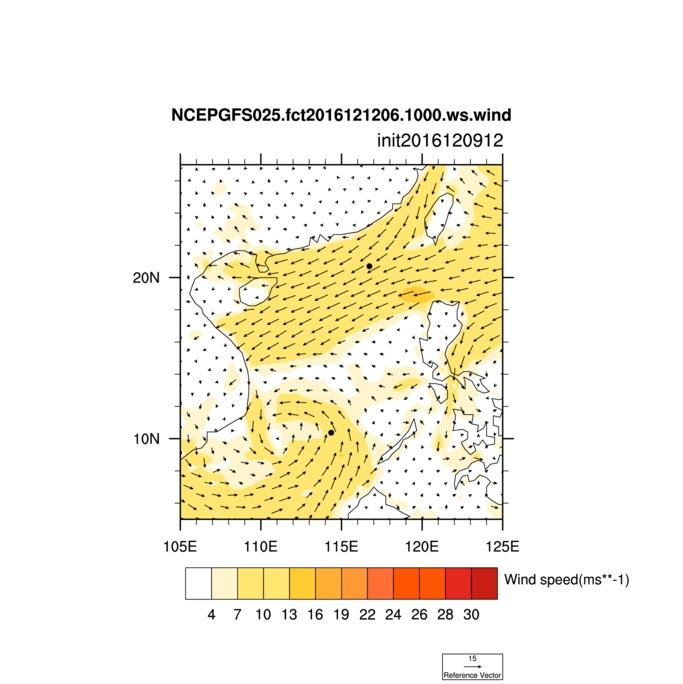 NCEPGFS025.fct2016121206.1000.ws.wind
init2016120912
20N
10N
105E 110E 115E 120E 125E
Wind speed(ms**-1)
4 7 10 13 16 19 22 24 26 28 30
15
Reference Vector